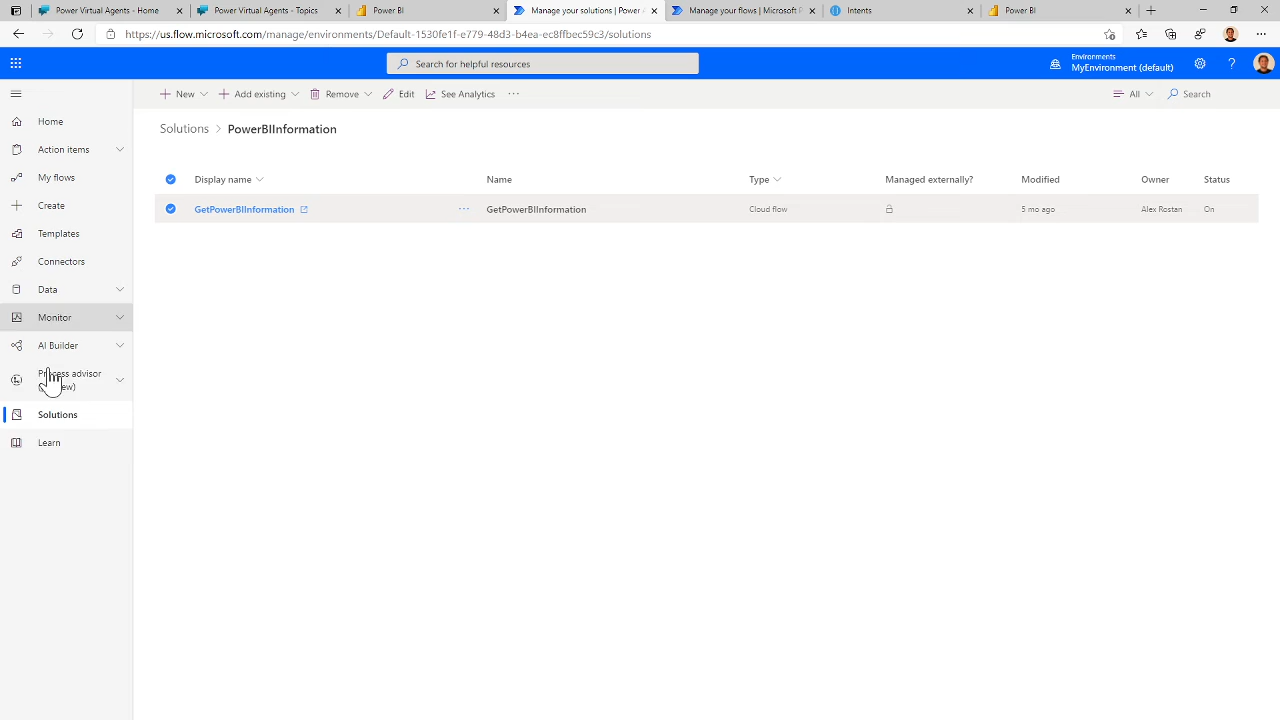 Power Virtual Agents - Home
Power Virtual Agents - Topics
Power BI
Manage your solutions | Power A
Manage your flows | Microsoft P
Intents
Power BI
https://us.flow.microsoft.com/manage/environments/Default-1530fe1f-e779-48d3-b4ea-ec8ffbec59c3/solutions
Search for helpful resources
Environments
MyEnvironment (default)
New
Add existing
Remove
Edit
See Analytics
All
Search
Home
Action items
My flows
Create
Templates
Connectors
Data
Monitor
AI Builder
Process advisor
Solutions
Learn
Solutions > PowerBIInformation
Display name
Name
Type
Managed externally?
Modified
Owner
Status
GetPowerBIInformation
GetPowerBIInformation
Cloud flow
5 mo ago
Alex Rostan
On